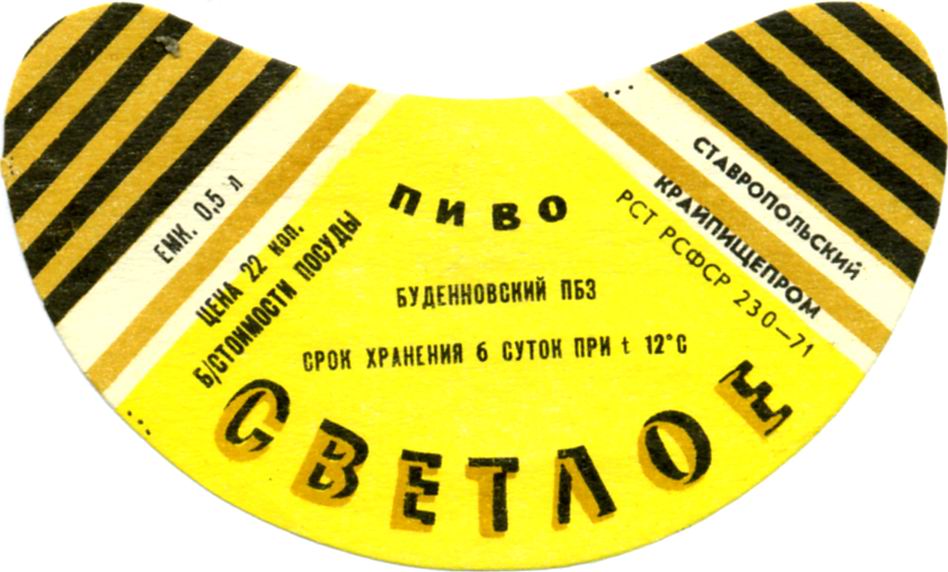 ЕМК. 0,5 л
ЦЕНА 22 коп.
Б/СТОИМОСТИ ПОСУДЫ
ПИВО
БУДЕННОВСКИЙ ПБЗ
СРОК ХРАНЕНИЯ 6 СУТОК ПРИ t 12°С
СВЕТЛОЕ
СТАВРОПОЛЬСКИЙ
КРАЙПИЩЕПРОМ
РСТ РСФСР 230—71